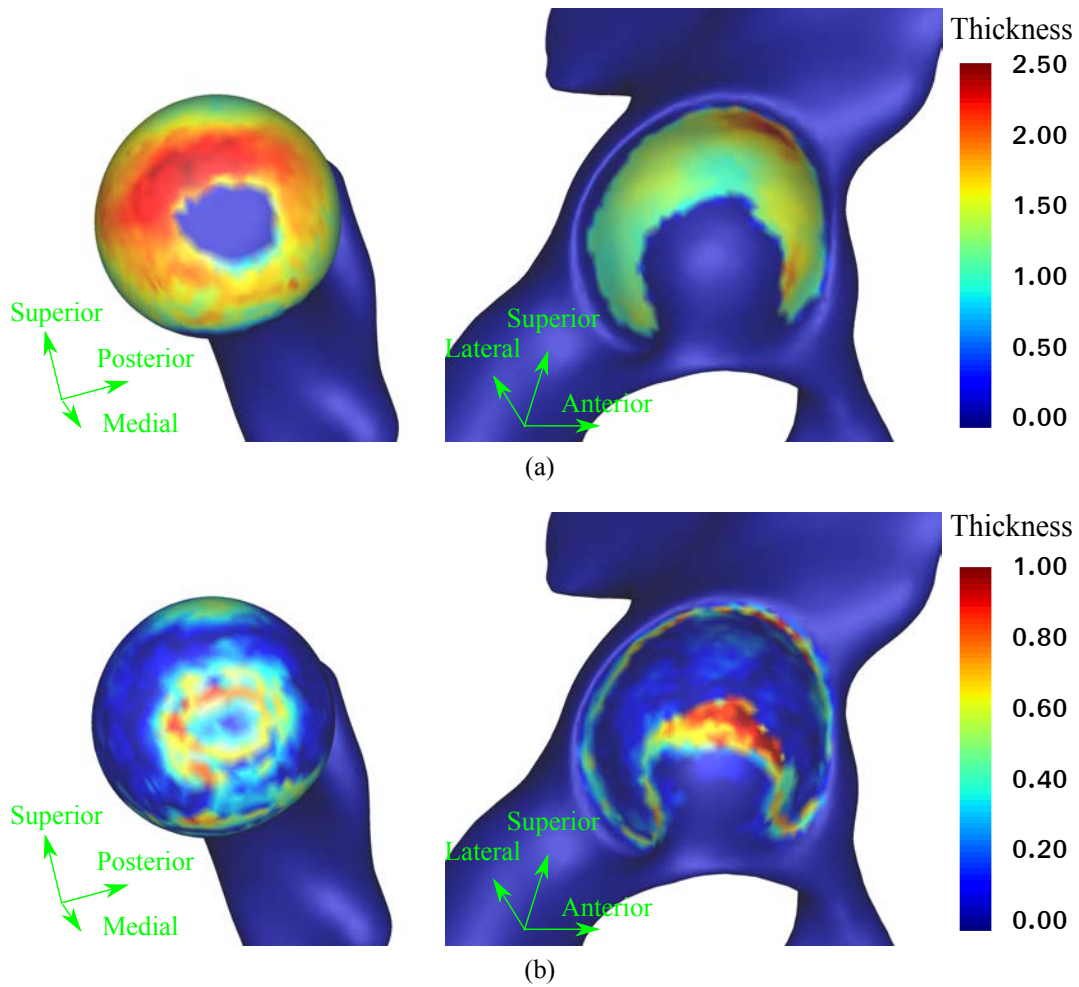 Thickness
2.50
2.00
1.50
1.00
0.50
0.00
Superior
Posterior
Medial
Superior
Lateral
Anterior
(a)
Thickness
1.00
0.80
0.60
0.40
0.20
0.00
Superior
Posterior
Medial
Superior
Lateral
Anterior
(b)